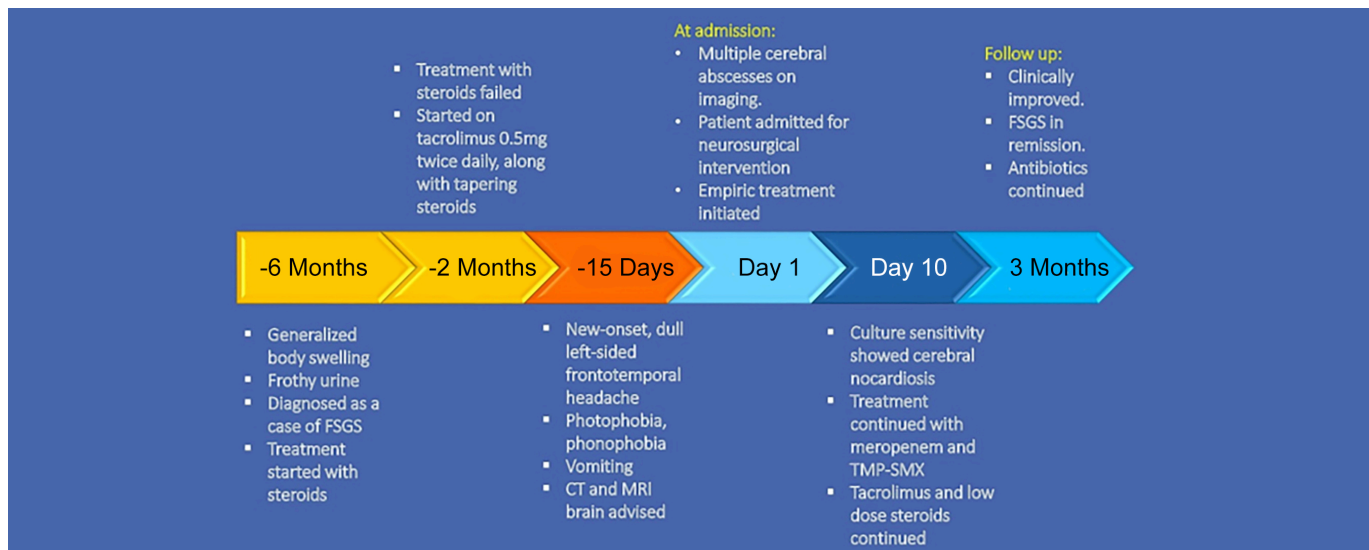 ▪ Treatment with
steroids failed
▪ Started on
tacrolimus 0.5mg
twice daily, along
with tapering
steroids
At admission:
• Multiple cerebral
abscesses on
imaging.
• Patient admitted for
neurosurgical
intervention
• Empiric treatment
initiated
Follow up:
▪ Clinically
improved.
▪ FSGS in
remission.
▪ Antibiotics
continued
-6 Months
-2 Months
-15 Days
Day 1
Day 10
3 Months
▪ Generalized
body swelling
▪ Frothy urine
▪ Diagnosed as a
case of FSGS
▪ Treatment
started with
steroids
▪ New-onset, dull
left-sided
frontotemporal
headache
▪ Photophobia,
phonophobia
▪ Vomiting
▪ CT and MRI
brain advised
▪ Culture sensitivity
showed cerebral
nocardiosis
▪ Treatment
continued with
meropenem and
TMP-SMX
▪ Tacrolimus and low
dose steroids
continued